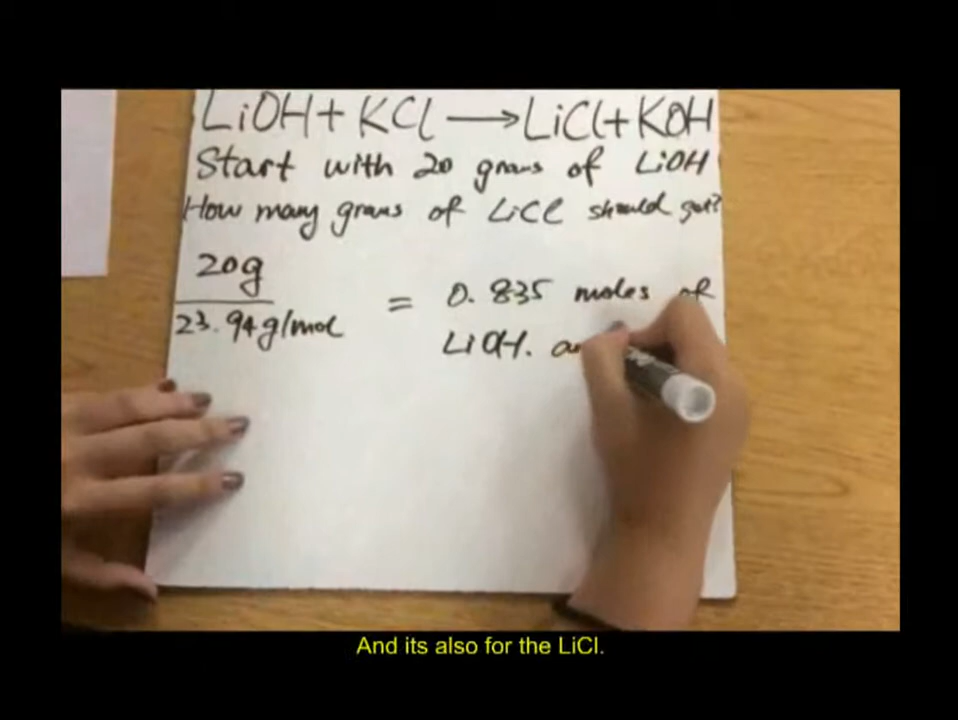 LiOH + KCl → LiCl + KOH
Start with 20 grams of LiOH
How many grams of LiCl should get?
20g
23.94 g/mol
= 0.835 moles of
LiOH.
And its also for the LiCl.